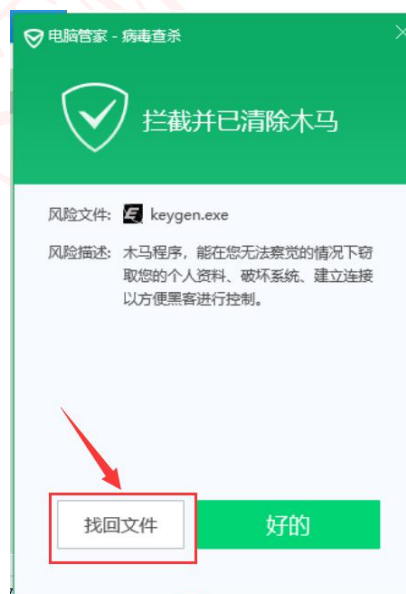 电脑管家 - 病毒查杀
拦截并已清除木马
风险文件: keygen.exe
风险描述: 木马程序，能在您无法察觉的情况下窃
取您的个人资料、破坏系统、建立连接
以方便黑客进行控制。
找回文件
好的